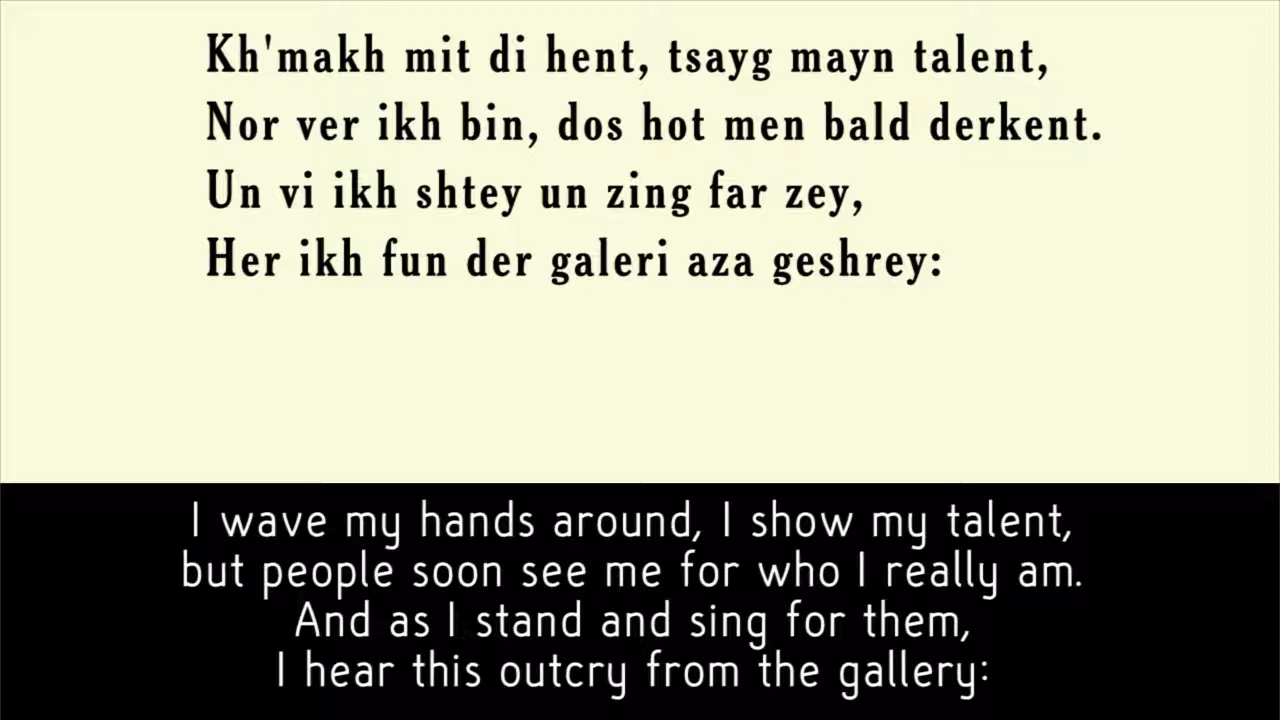 Kh'makh mit di hent, tsayg mayn talent,
Nor ver ikh bin, dos hot men bald derkent.
Un vi ikh shtey un zing far zey,
Her ikh fun der galeri aza geshrey:
I wave my hands around, I show my talent,
but people soon see me for who I really am.
And as I stand and sing for them,
I hear this outcry from the gallery: